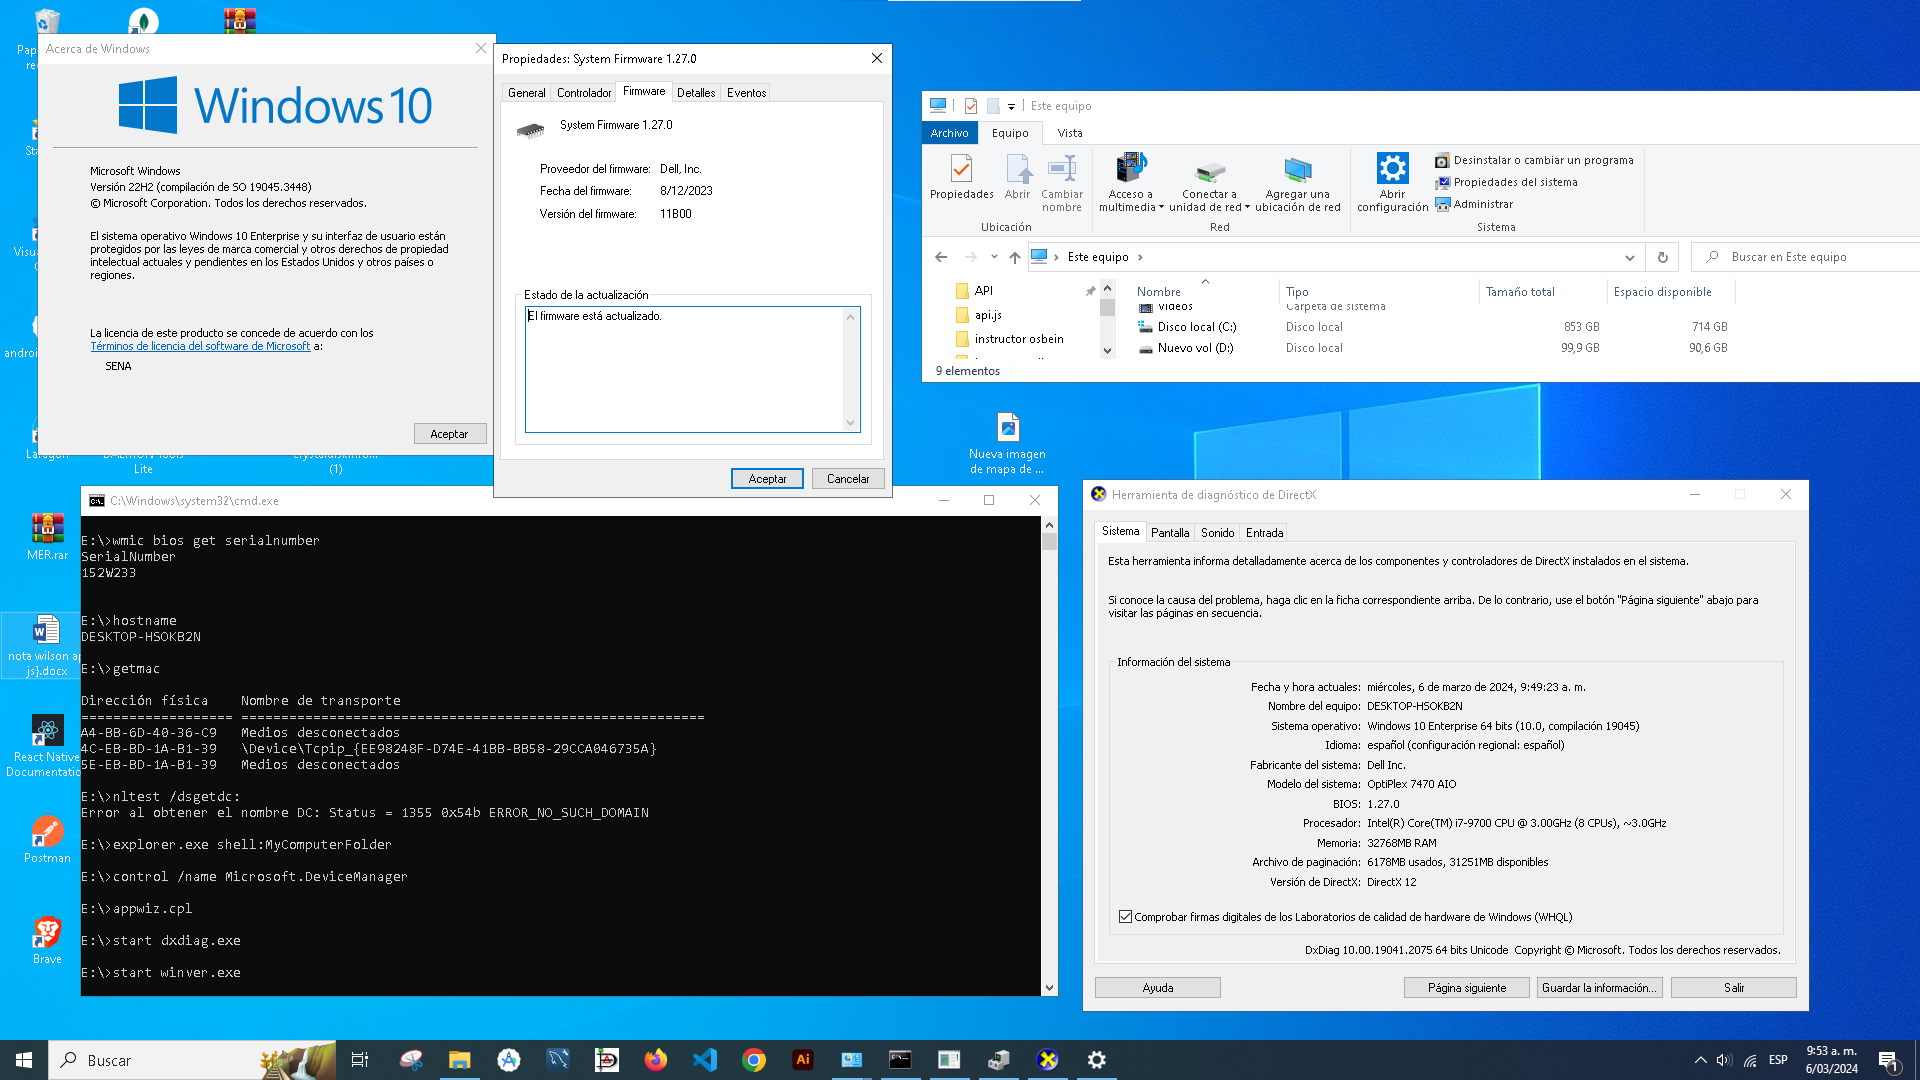 Acerca de Windows
Windows 10
Microsoft Windows
Versión 22H2 (compilación de SO 19045.3448)
© Microsoft Corporation. Todos los derechos reservados.
El sistema operativo Windows 10 Enterprise y su interfaz de usuario están
protegidos por las leyes de marca comercial y otros derechos de propiedad
intelectual actuales y pendientes en los Estados Unidos y otros países o
regiones.
La licencia de este producto se concede de acuerdo con los
Términos de licencia del software de Microsoft a:
SENA
Aceptar
Propiedades: System Firmware 1.27.0
General Controlador Firmware Detalles Eventos
System Firmware 1.27.0
Proveedor del firmware: Dell, Inc.
Fecha del firmware: 8/12/2023
Versión del firmware: 11B00
Estado de la actualización
El firmware está actualizado.
Aceptar Cancelar
Este equipo
Archivo Equipo Vista
Propiedades
Abrir
Cambiar
nombre
Ubicación
Acceso a
multimedia
Conectar a
unidad de red
Agregar una
ubicación de red
Red
Abrir
configuración
Desinstalar o cambiar un programa
Propiedades del sistema
Administrar
Sistema
Este equipo
Buscar en Este equipo
API
api.js
instructor osbein
Nombre Tipo Tamaño total Espacio disponible
Videos Carpeta de sistema
Disco local (C:) Disco local 853 GB 714 GB
Nuevo vol (D:) Disco local 99,9 GB 90,6 GB
9 elementos
Nueva imagen
de mapa de ...
Lite
(1)
MER.rar
nota wilson a
js}.docx
React Native
Documentatio
Postman
Brave
C:\Windows\system32\cmd.exe
E:\>wmic bios get serialnumber
SerialNumber
152W233
E:\>hostname
DESKTOP-HSOKB2N
E:\>getmac
Dirección física Nombre de transporte
=================== ==========================================================
A4-BB-6D-40-36-C9 Medios desconectados
4C-EB-BD-1A-B1-39 \Device\Tcpip_{EE98248F-D74E-41BB-BB58-29CCA046735A}
5E-EB-BD-1A-B1-39 Medios desconectados
E:\>nltest /dsgetdc:
Error al obtener el nombre DC: Status = 1355 0x54b ERROR_NO_SUCH_DOMAIN
E:\>explorer.exe shell:MyComputerFolder
E:\>control /name Microsoft.DeviceManager
E:\>appwiz.cpl
E:\>start dxdiag.exe
E:\>start winver.exe
Herramienta de diagnóstico de DirectX
Sistema Pantalla Sonido Entrada
Esta herramienta informa detalladamente acerca de los componentes y controladores de DirectX instalados en el sistema.
Si conoce la causa del problema, haga clic en la ficha correspondiente arriba. De lo contrario, use el botón "Página siguiente" abajo para
visitar las páginas en secuencia.
Información del sistema
Fecha y hora actuales: miércoles, 6 de marzo de 2024, 9:49:23 a. m.
Nombre del equipo: DESKTOP-HSOKB2N
Sistema operativo: Windows 10 Enterprise 64 bits (10.0, compilación 19045)
Idioma: español (configuración regional: español)
Fabricante del sistema: Dell Inc.
Modelo del sistema: OptiPlex 7470 AIO
BIOS: 1.27.0
Procesador: Intel(R) Core(TM) i7-9700 CPU @ 3.00GHz (8 CPUs), ~3.0GHz
Memoria: 32768MB RAM
Archivo de paginación: 6178MB usados, 31251MB disponibles
Versión de DirectX: DirectX 12
Comprobar firmas digitales de los Laboratorios de calidad de hardware de Windows (WHQL)
DxDiag 10.00.19041.2075 64 bits Unicode Copyright © Microsoft. Todos los derechos reservados.
Ayuda Página siguiente Guardar la información... Salir
Buscar
Ai
ESP
9:53 a. m.
6/03/2024
1